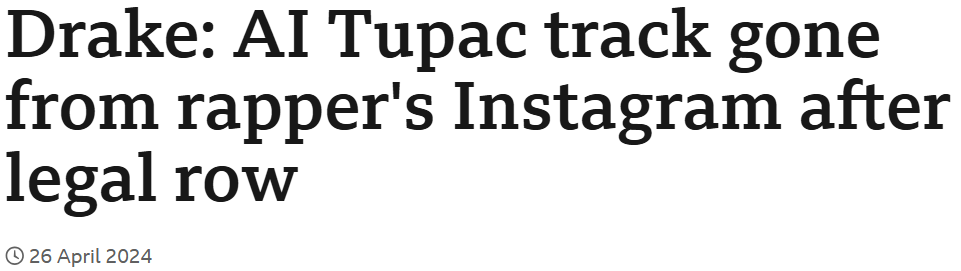 Drake: AI Tupac track gone
from rapper's Instagram after
legal row
26 April 2024